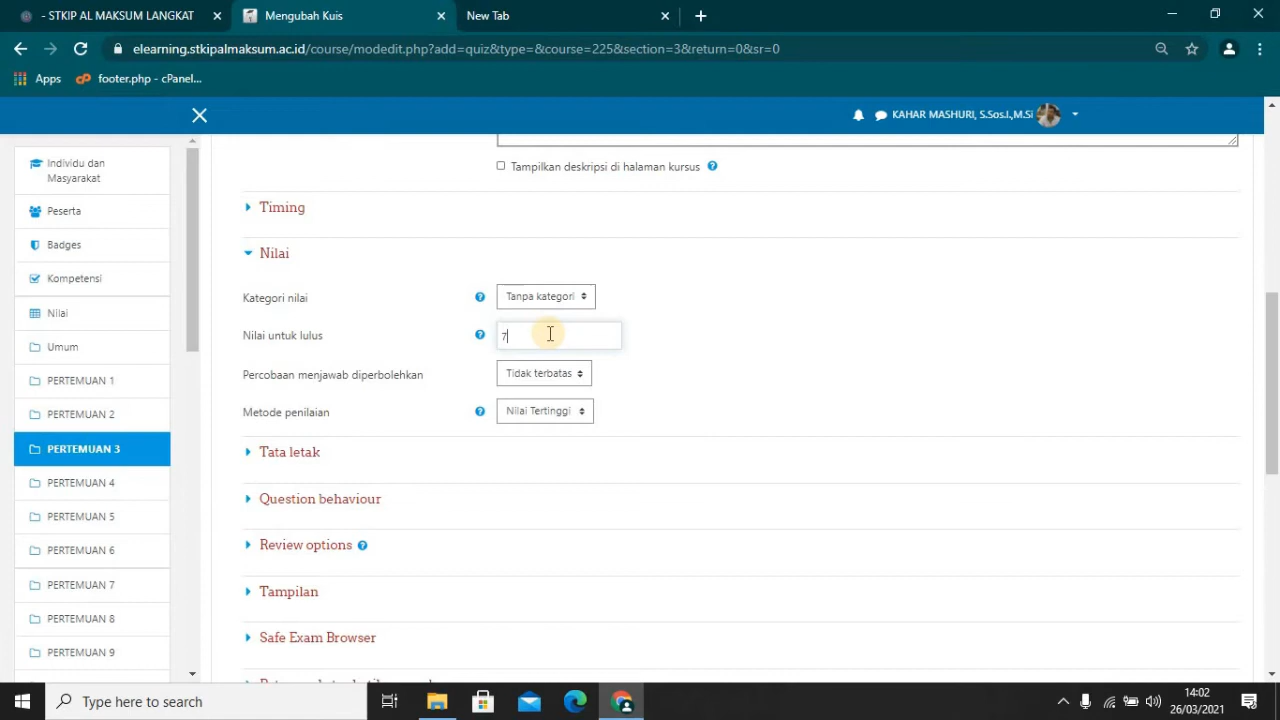 - STKIP AL MAKSUM LANGKAT
Mengubah Kuis
New Tab
elearning.stkipalmaksum.ac.id/course/modedit.php?add=quiz&type=&course=225&section=3&return=0&sr=0
Apps
footer.php - cPanel...
KAHAR MASHURI, S.Sos.I.,M.Si
Individu dan
Masyarakat
Peserta
Badges
Kompetensi
Nilai
Umum
PERTEMUAN 1
PERTEMUAN 2
PERTEMUAN 3
PERTEMUAN 4
PERTEMUAN 5
PERTEMUAN 6
PERTEMUAN 7
PERTEMUAN 8
PERTEMUAN 9
Tampilkan deskripsi di halaman kursus
Timing
Nilai
Kategori nilai
Tanpa kategori
Nilai untuk lulus
7
Percobaan menjawab diperbolehkan
Tidak terbatas
Metode penilaian
Nilai Tertinggi
Tata letak
Question behaviour
Review options
Tampilan
Safe Exam Browser
Type here to search
14:02
26/03/2021